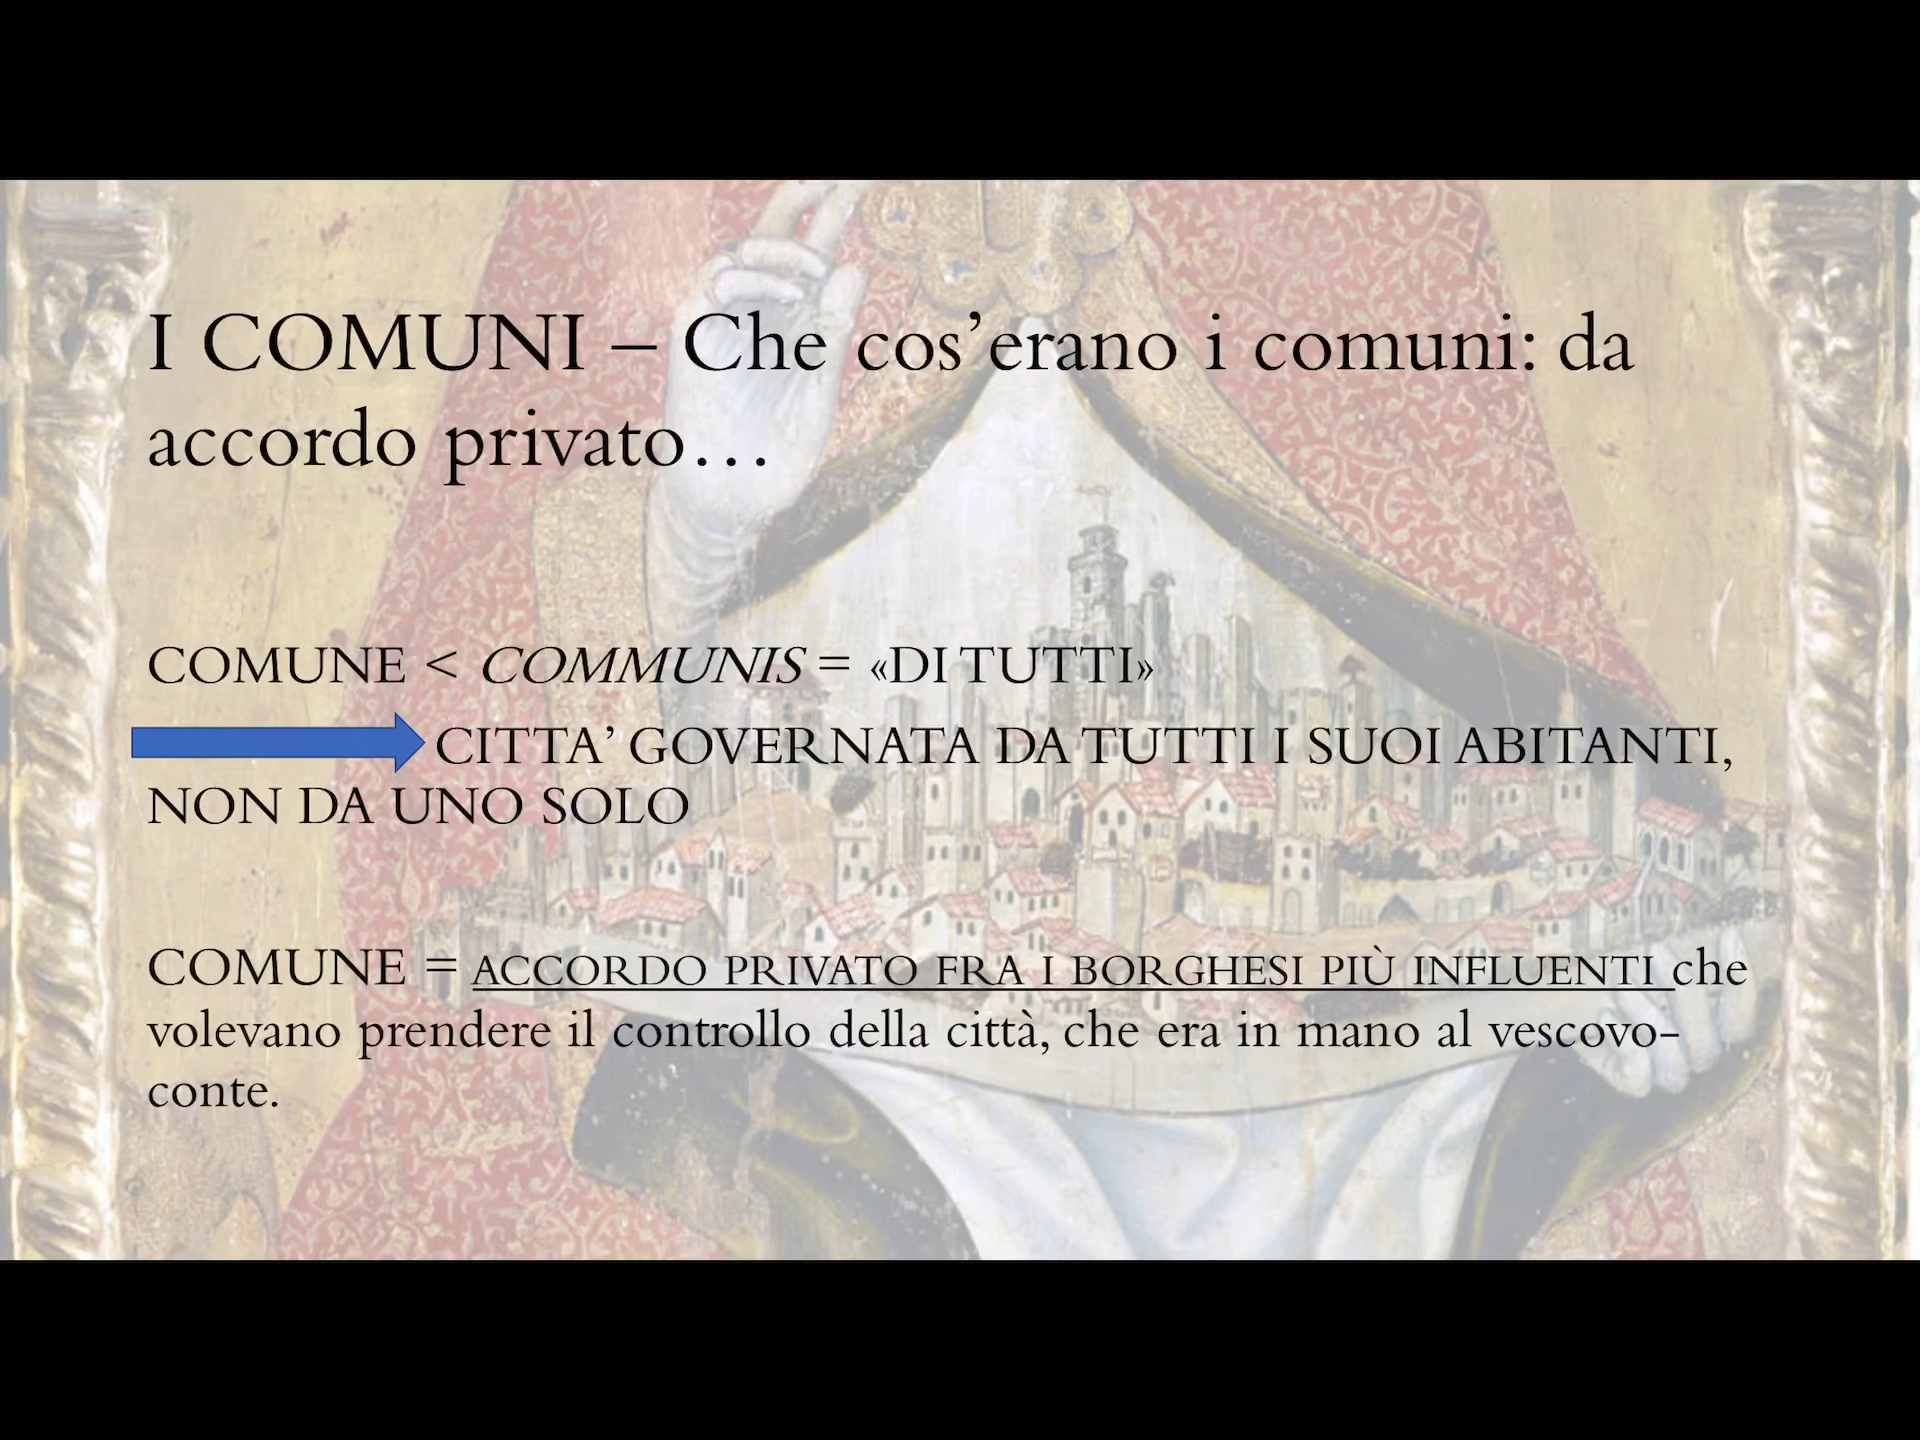 I COMUNI – Che cos’erano i comuni: da
accordo privato…
COMUNE < COMMUNIS = «DI TUTTI»
CITTA’ GOVERNATA DA TUTTI I SUOI ABITANTI,
NON DA UNO SOLO
COMUNE = ACCORDO PRIVATO FRA I BORGHESI PIÙ INFLUENTI che
volevano prendere il controllo della città, che era in mano al vescovo-
conte.